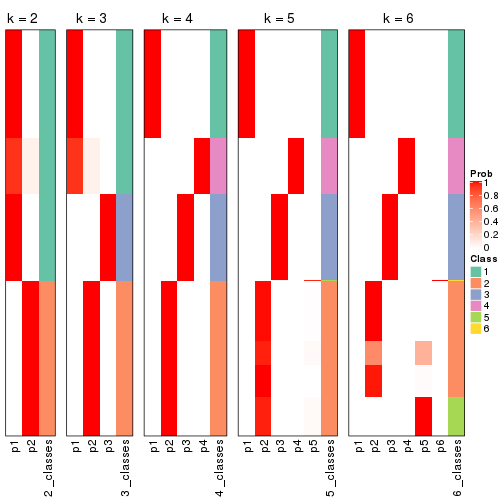 k = 2
k = 3
k = 4
k = 5
k = 6
p1
p2
2_classes
p1
p2
p3
3_classes
p1
p2
p3
p4
4_classes
p1
p2
p3
p4
p5
5_classes
p1
p2
p3
p4
p5
p6
6_classes
Prob
1
0.8
0.6
0.4
0.2
0
Class
1
2
3
4
5
6